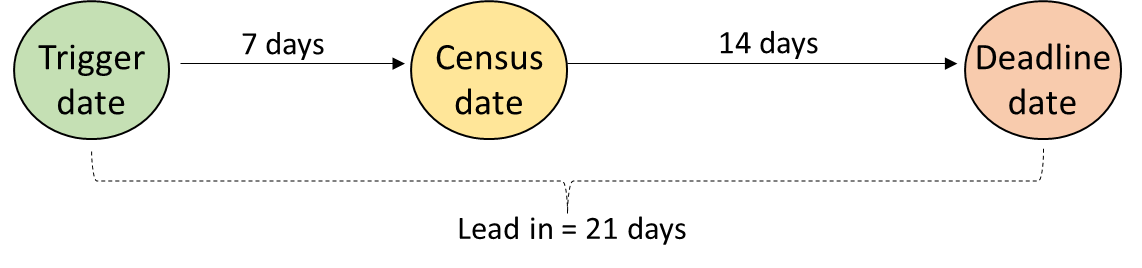 Trigger
date
7 days
Census
date
14 days
Deadline
date
Lead in = 21 days